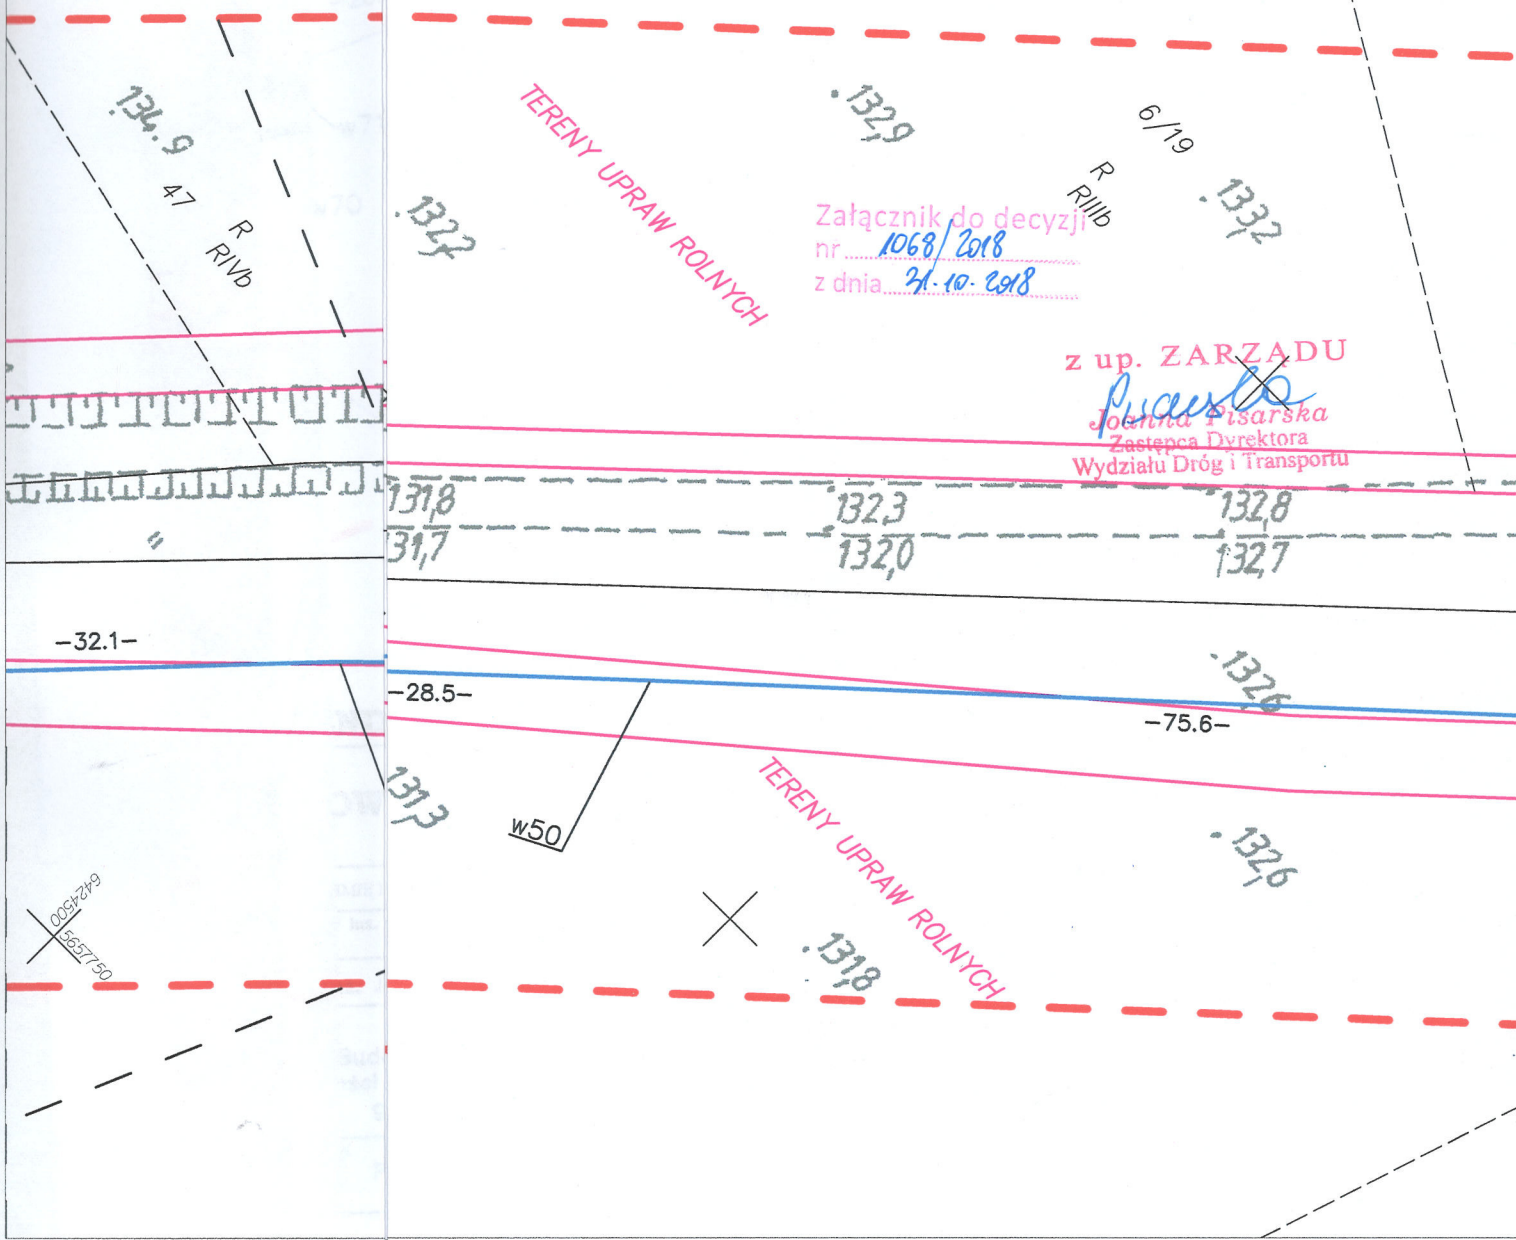 134.9
47
R
RIVb
132,2
TERENY UPRAW ROLNYCH
132,9
6/19
R
RIIIb
133,2
Załącznik do decyzji
nr 1068/2018
z dnia 31.10.2018
z up. ZARZĄDU
Joanna Pisarska
Zastępca Dyrektora
Wydziału Dróg i Transportu
131,8
31,7
132,3
132,0
132,8
132,7
-32.1-
-28.5-
132,6
-75.6-
131,3
w50
TERENY UPRAW ROLNYCH
132,6
131,8
6424500
5657750